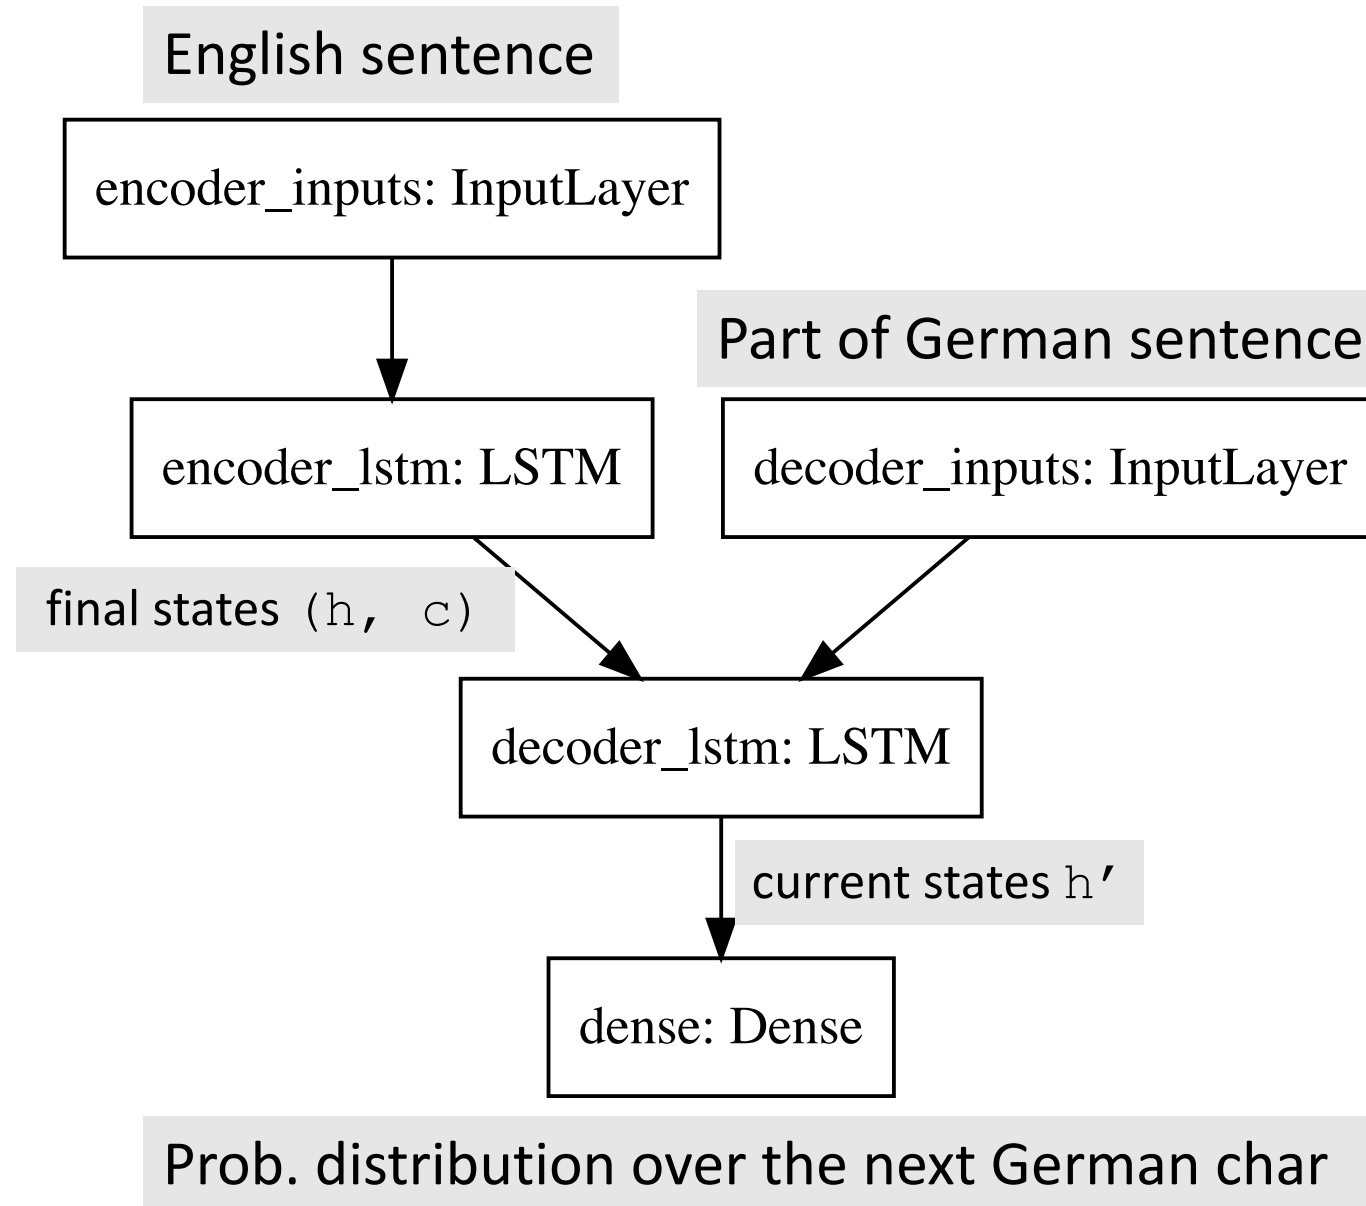 English sentence
encoder_inputs: InputLayer
Part of German sentence
encoder_lstm: LSTM
decoder_inputs: InputLayer
final states (h, c)
decoder_lstm: LSTM
current states h’
dense: Dense
Prob. distribution over the next German char